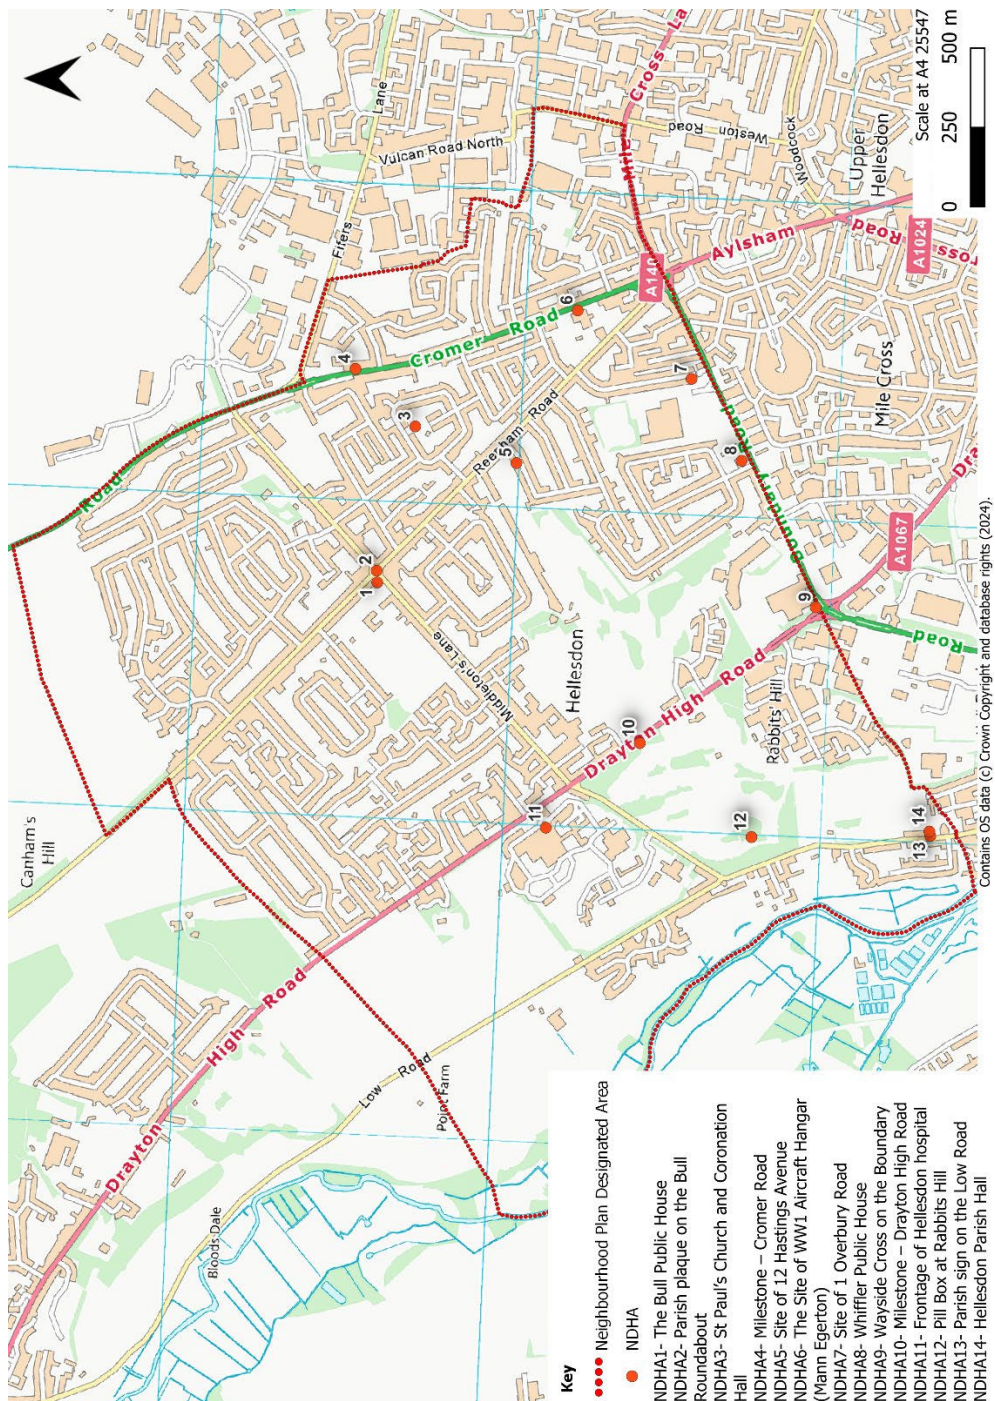 Canham's
Hill
Road
Fifers
Lane
Vulcan Road North
Cromer Road
Cross La
Mile
Weston
Road
Woodcock
Upper
Hellesdon
A140
Aylsham
Road
A1024
Reepham Road
Middleton's Lane
Hellesdon
Drayton High Road
Rabbits' Hill
Boundary Road
Mile Cross
A1067
Dra
Road
Drayton High Road
Low Road
Point Farm
Bloods Dale
1
2
3
4
5
6
7
8
9
10
11
12
13
14
Scale at A4 25547
0 250 500 m
Key
Neighbourhood Plan Designated Area
NDHA
NDHA1- The Bull Public House
NDHA2- Parish plaque on the Bull
Roundabout
NDHA3- St Paul's Church and Coronation
Hall
NDHA4- Milestone – Cromer Road
NDHA5- Site of 12 Hastings Avenue
NDHA6- The Site of WW1 Aircraft Hangar
(Mann Egerton)
NDHA7- Site of 1 Overbury Road
NDHA8- Whiffler Public House
NDHA9- Wayside Cross on the Boundary
NDHA10- Milestone – Drayton High Road
NDHA11- Frontage of Hellesdon hospital
NDHA12- Pill Box at Rabbits Hill
NDHA13- Parish sign on the Low Road
NDHA14- Hellesdon Parish Hall
Contains OS data (c) Crown Copyright and database rights (2024).